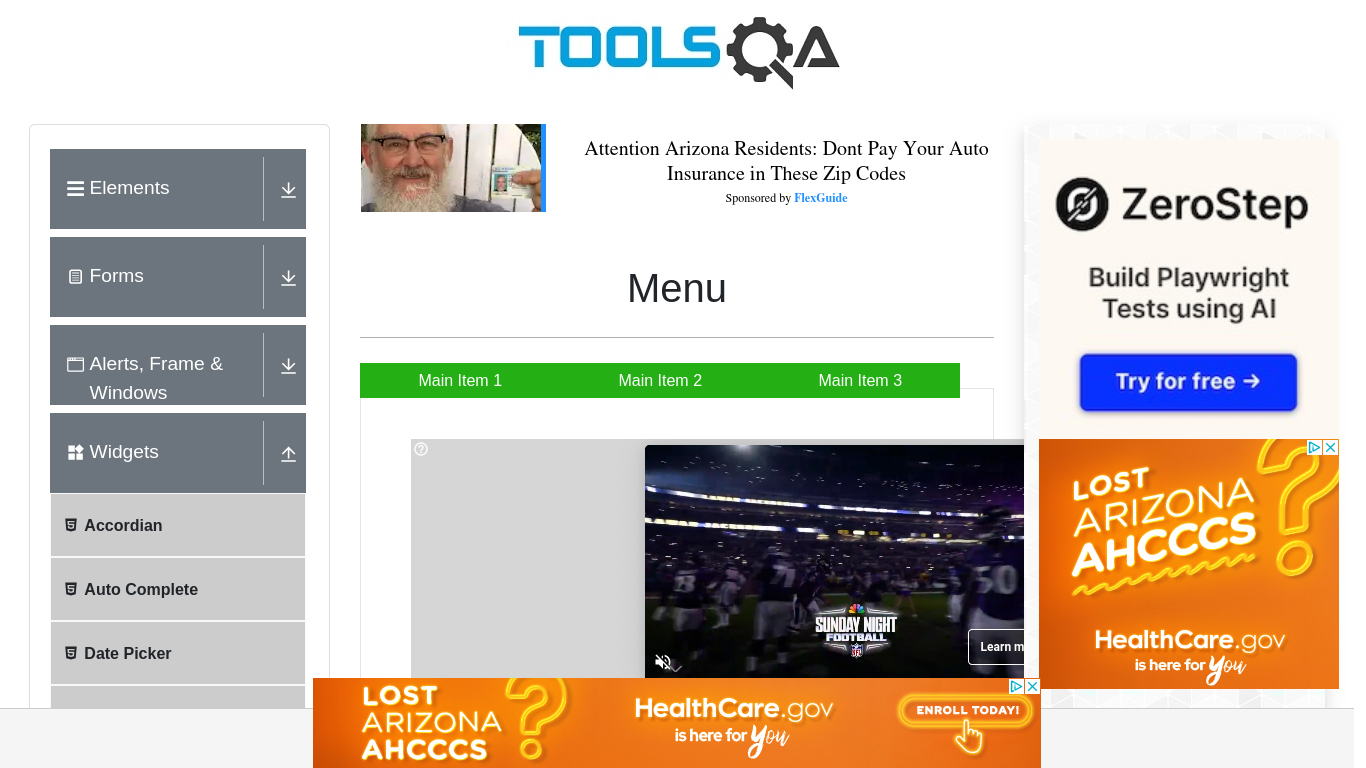 TOOLSQA
Elements
Forms
Alerts, Frame &
Windows
Widgets
Accordian
Auto Complete
Date Picker
Attention Arizona Residents: Dont Pay Your Auto
Insurance in These Zip Codes
Sponsored by FlexGuide
Menu
Main Item 1
Main Item 2
Main Item 3
50
SUNDAY NIGHT
FOOTBALL
NFL
Learn m
ZeroStep
Build Playwright
Tests using AI
Try for free →
LOST
ARIZONA
AHCCCS
?
HealthCare.gov
is here for you
LOST
ARIZONA
AHCCCS
?
HealthCare.gov
is here for you
ENROLL TODAY!